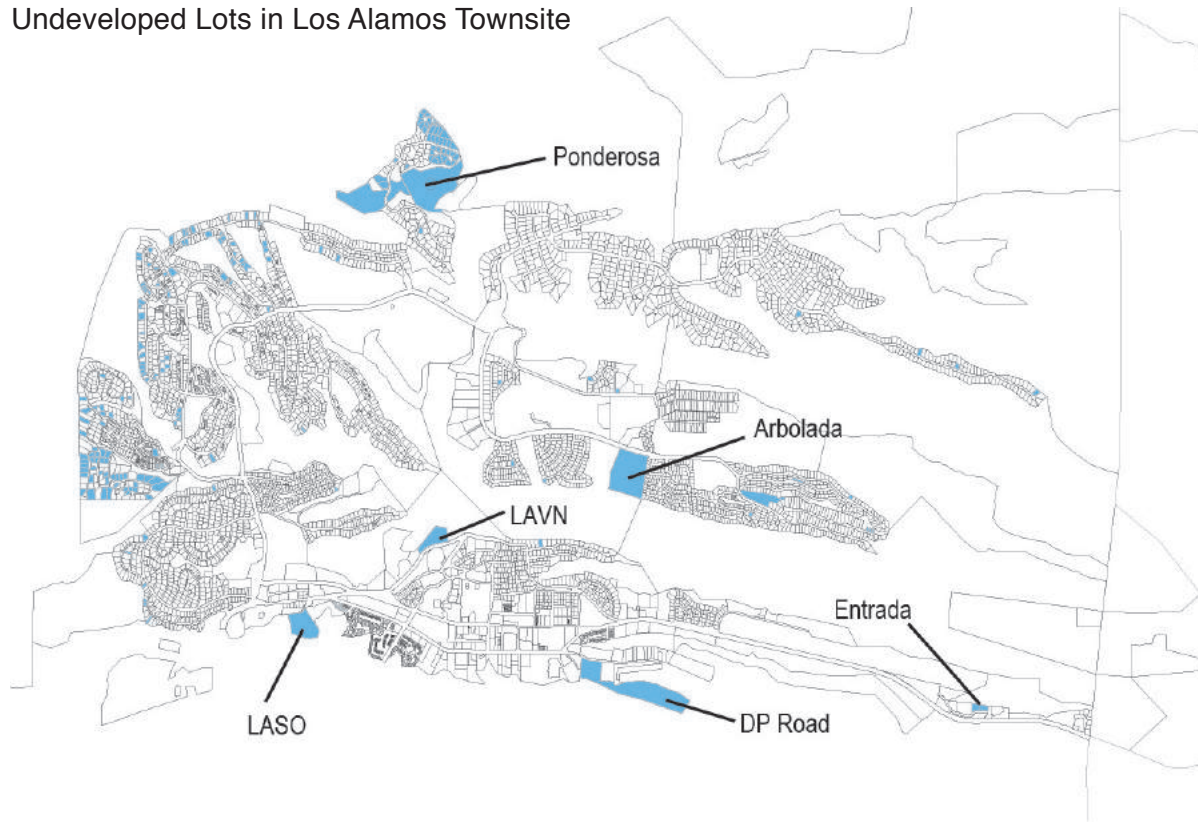 Undeveloped Lots in Los Alamos Townsite
Ponderosa
Arbolada
LAVN
Entrada
LASO
DP Road